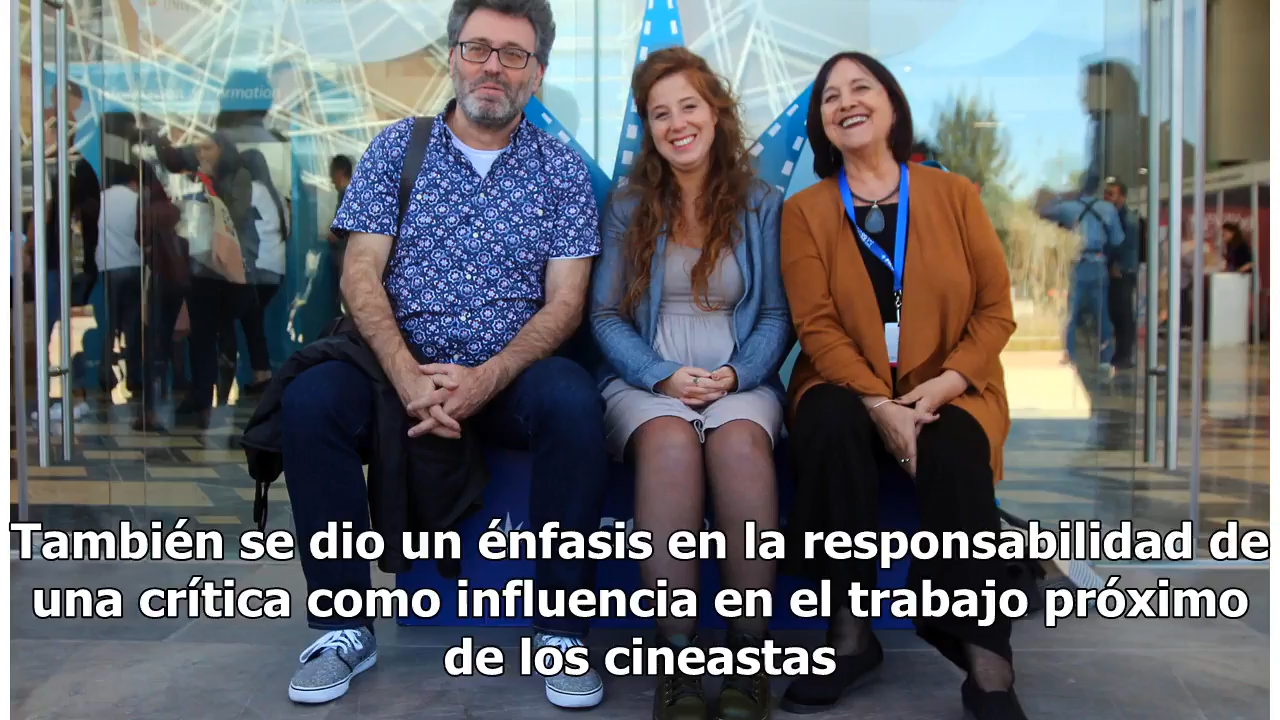 También se dio un énfasis en la responsabilidad de
una crítica como influencia en el trabajo próximo
de los cineastas